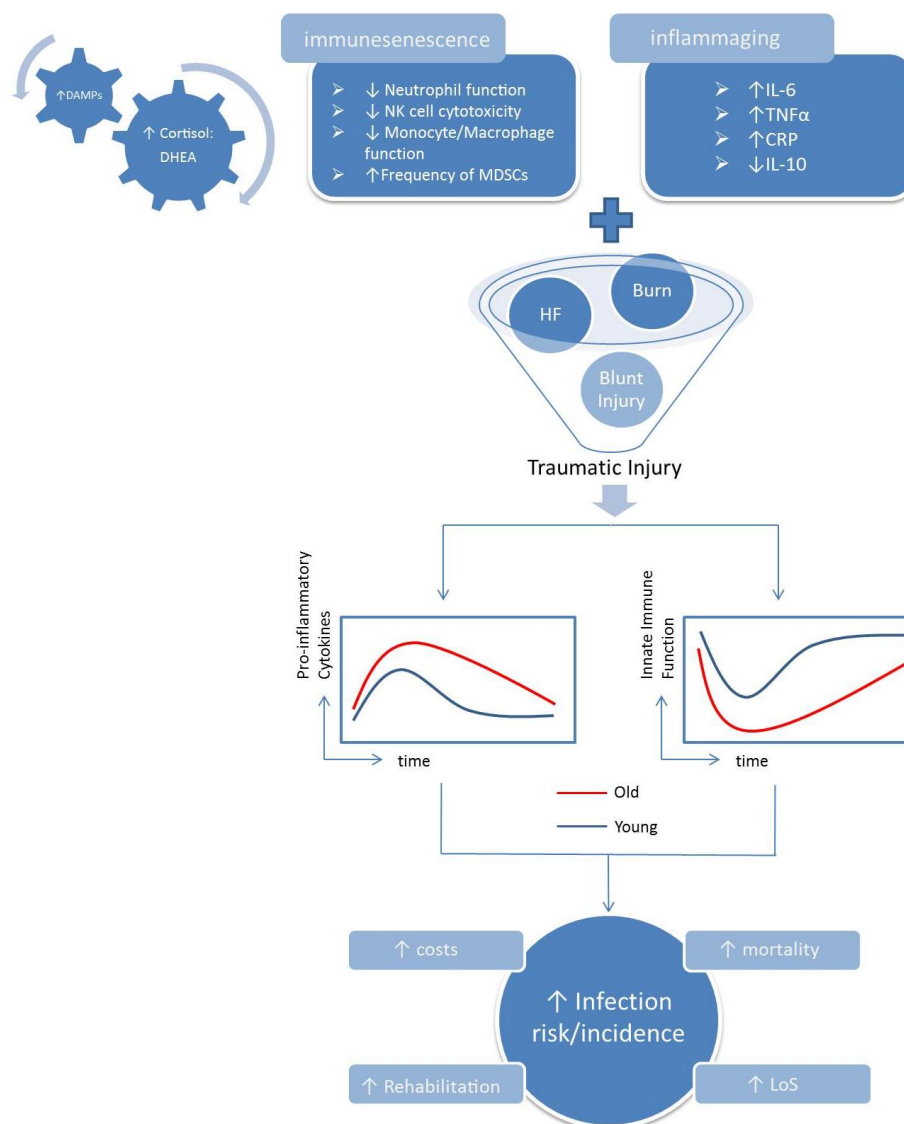 immunesenescence
inflammaging
↑DAMPs
↑ Cortisol:
DHEA
➢ ↓ Neutrophil function
➢ ↓ NK cell cytotoxicity
➢ ↓ Monocyte/Macrophage
function
➢ ↑Frequency of MDSCs
➢ ↑IL-6
➢ ↑TNFα
➢ ↑CRP
➢ ↓IL-10
HF
Burn
Blunt
Injury
Traumatic Injury
Pro-inflammatory
Cytokines
time
Innate Immune
Function
time
Old
Young
↑ costs
↑ mortality
↑ Infection
risk/incidence
↑ Rehabilitation
↑ LoS